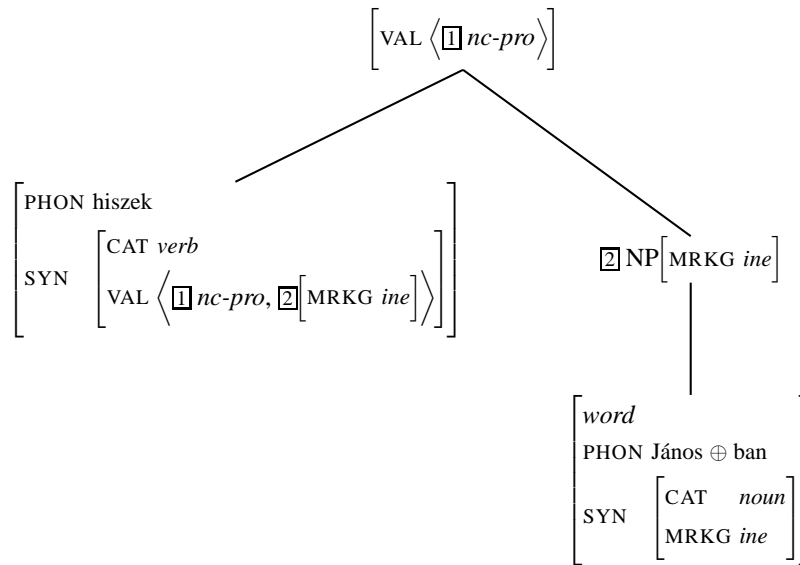 [VAL ⟨[1] nc-pro⟩]
PHON hiszek
CAT verb
SYN
VAL ⟨[1] nc-pro, [2][MRKG ine]⟩
[2] NP[MRKG ine]
word
PHON János ⊕ ban
CAT noun
SYN
MRKG ine